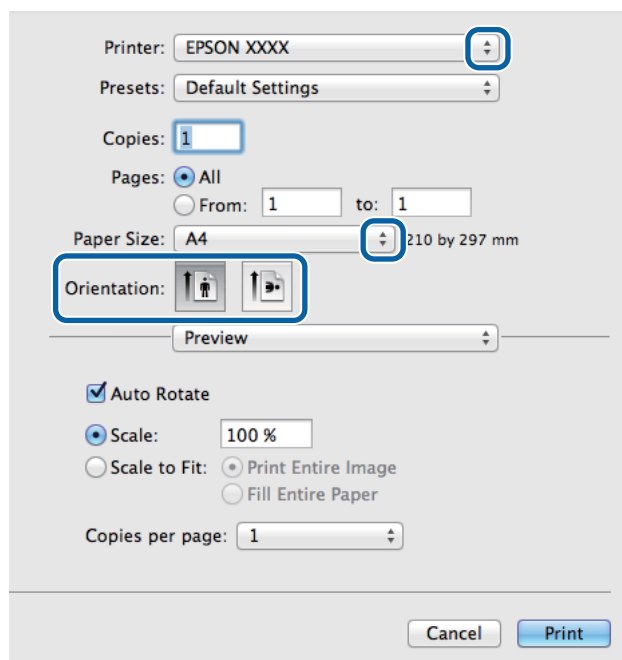 Printer: EPSON XXXX
Presets: Default Settings
Copies: 1
Pages: All
From: 1 to: 1
Paper Size: A4 210 by 297 mm
Orientation:
Preview
Auto Rotate
Scale: 100 %
Scale to Fit: Print Entire Image
Fill Entire Paper
Copies per page: 1
Cancel Print